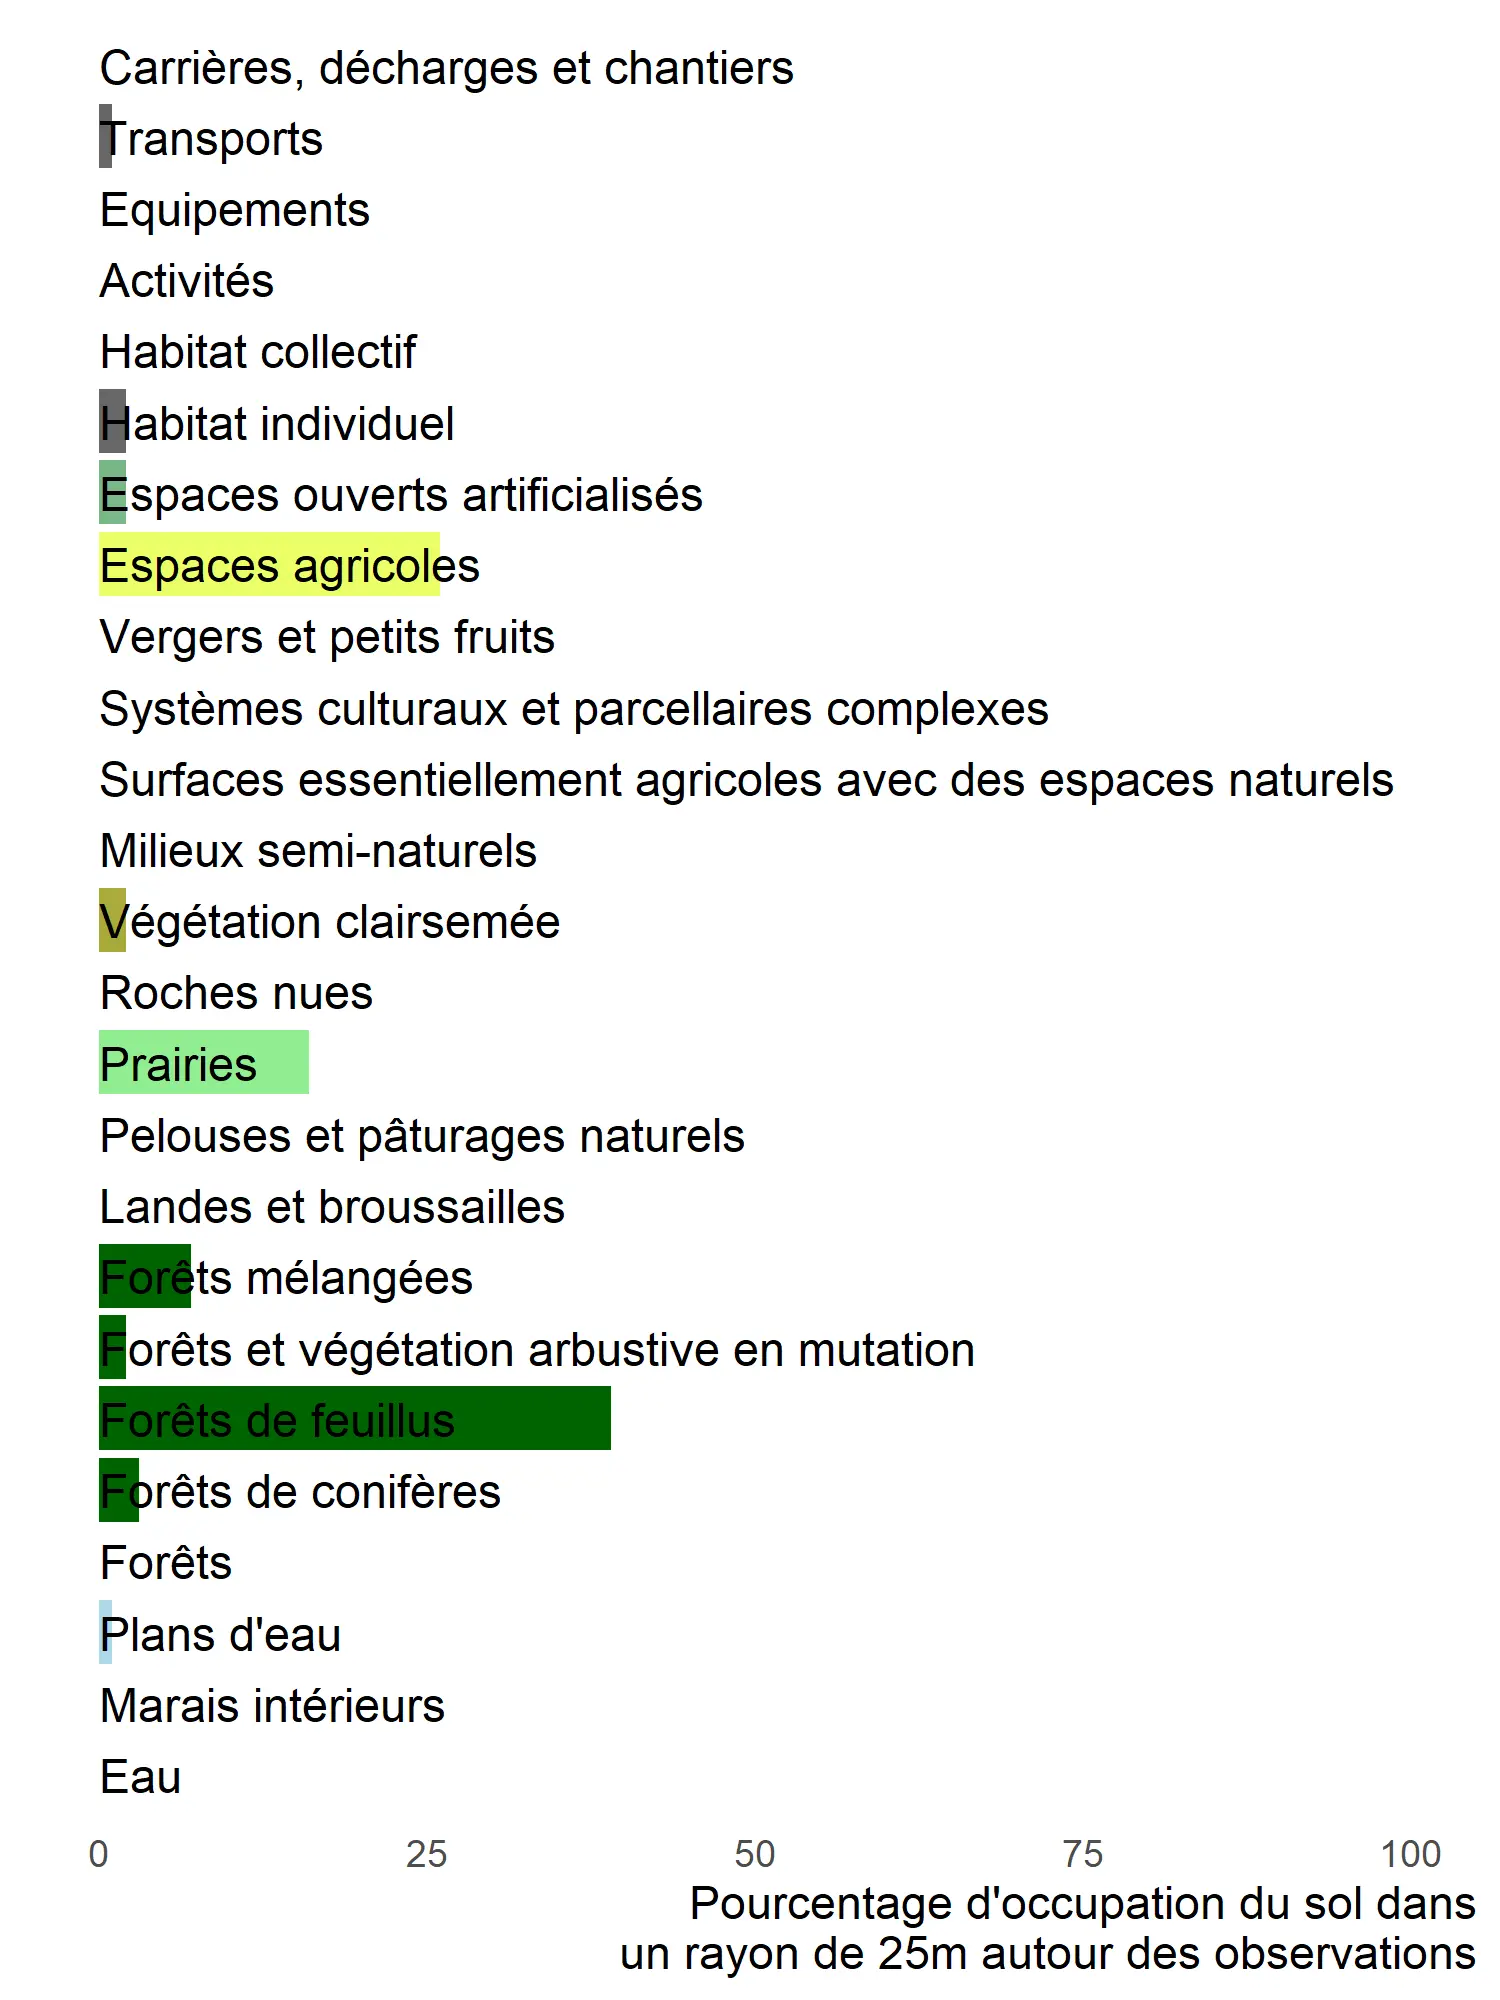 Carrières, décharges et chantiers
Transports
Equipements
Activités
Habitat collectif
Habitat individuel
Espaces ouverts artificialisés
Espaces agricoles
Vergers et petits fruits
Systèmes culturaux et parcellaires complexes
Surfaces essentiellement agricoles avec des espaces naturels
Milieux semi-naturels
Végétation clairsemée
Roches nues
Prairies
Pelouses et pâturages naturels
Landes et broussailles
Forêts mélangées
Forêts et végétation arbustive en mutation
Forêts de feuillus
Forêts de conifères
Forêts
Plans d'eau
Marais intérieurs
Eau
0 25 50 75 100
Pourcentage d'occupation du sol dans
un rayon de 25m autour des observations